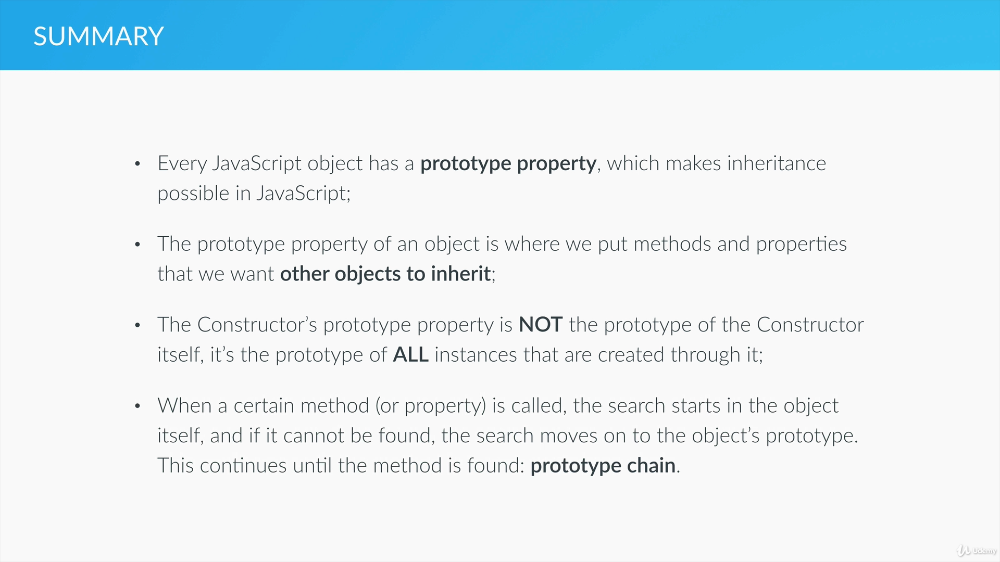 SUMMARY
• Every JavaScript object has a prototype property, which makes inheritance
possible in JavaScript;
• The prototype property of an object is where we put methods and properties
that we want other objects to inherit;
• The Constructor’s prototype property is NOT the prototype of the Constructor
itself, it’s the prototype of ALL instances that are created through it;
• When a certain method (or property) is called, the search starts in the object
itself, and if it cannot be found, the search moves on to the object’s prototype.
This continues until the method is found: prototype chain.
Udemy